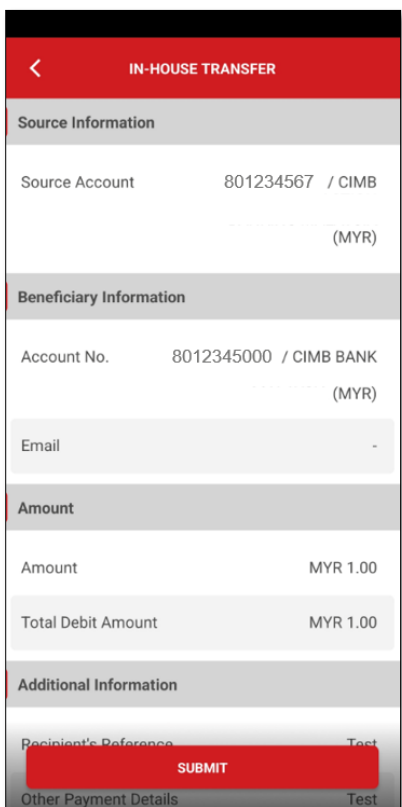 IN-HOUSE TRANSFER
Source Information
Source Account 801234567 / CIMB
(MYR)
Beneficiary Information
Account No. 8012345000 / CIMB BANK
(MYR)
Email -
Amount
Amount MYR 1.00
Total Debit Amount MYR 1.00
Additional Information
Recipient's Reference Test
SUBMIT
Other Payment Details Test